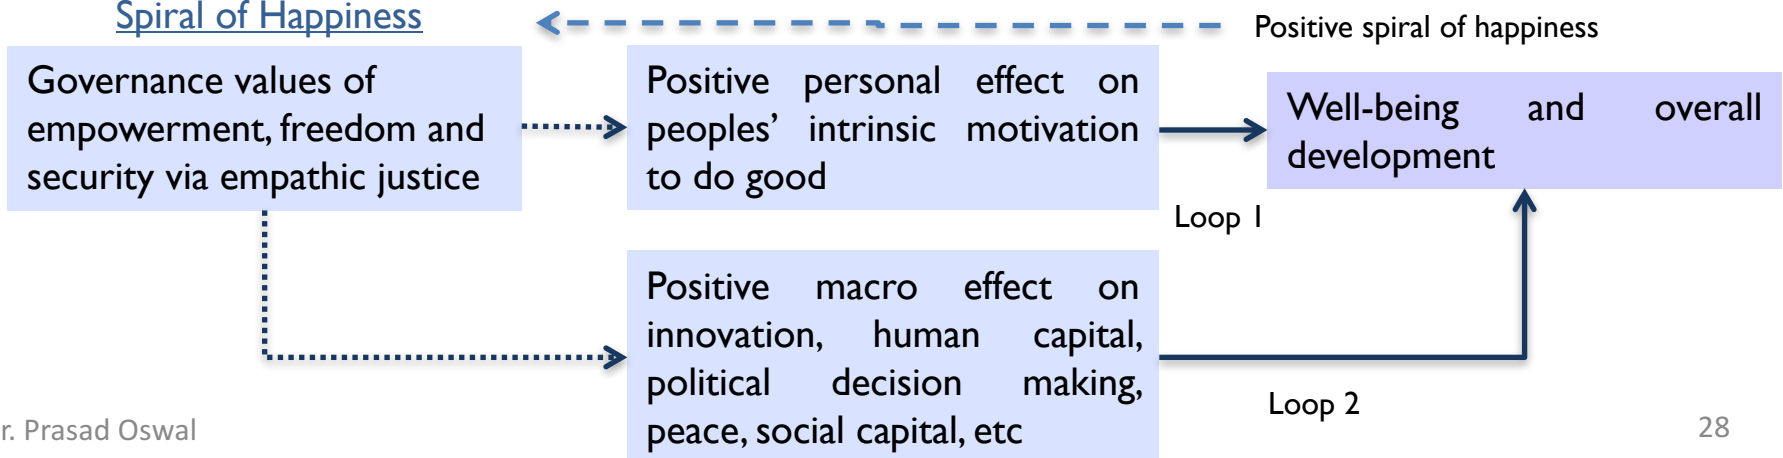 Spiral of Happiness
Positive spiral of happiness
Governance values of
empowerment, freedom and
security via empathic justice
Positive personal effect on
peoples' intrinsic motivation
to do good
Well-being and overall
development
Loop 1
Positive macro effect on
innovation, human capital,
political decision making,
peace, social capital, etc
Loop 2
r. Prasad Oswal
28